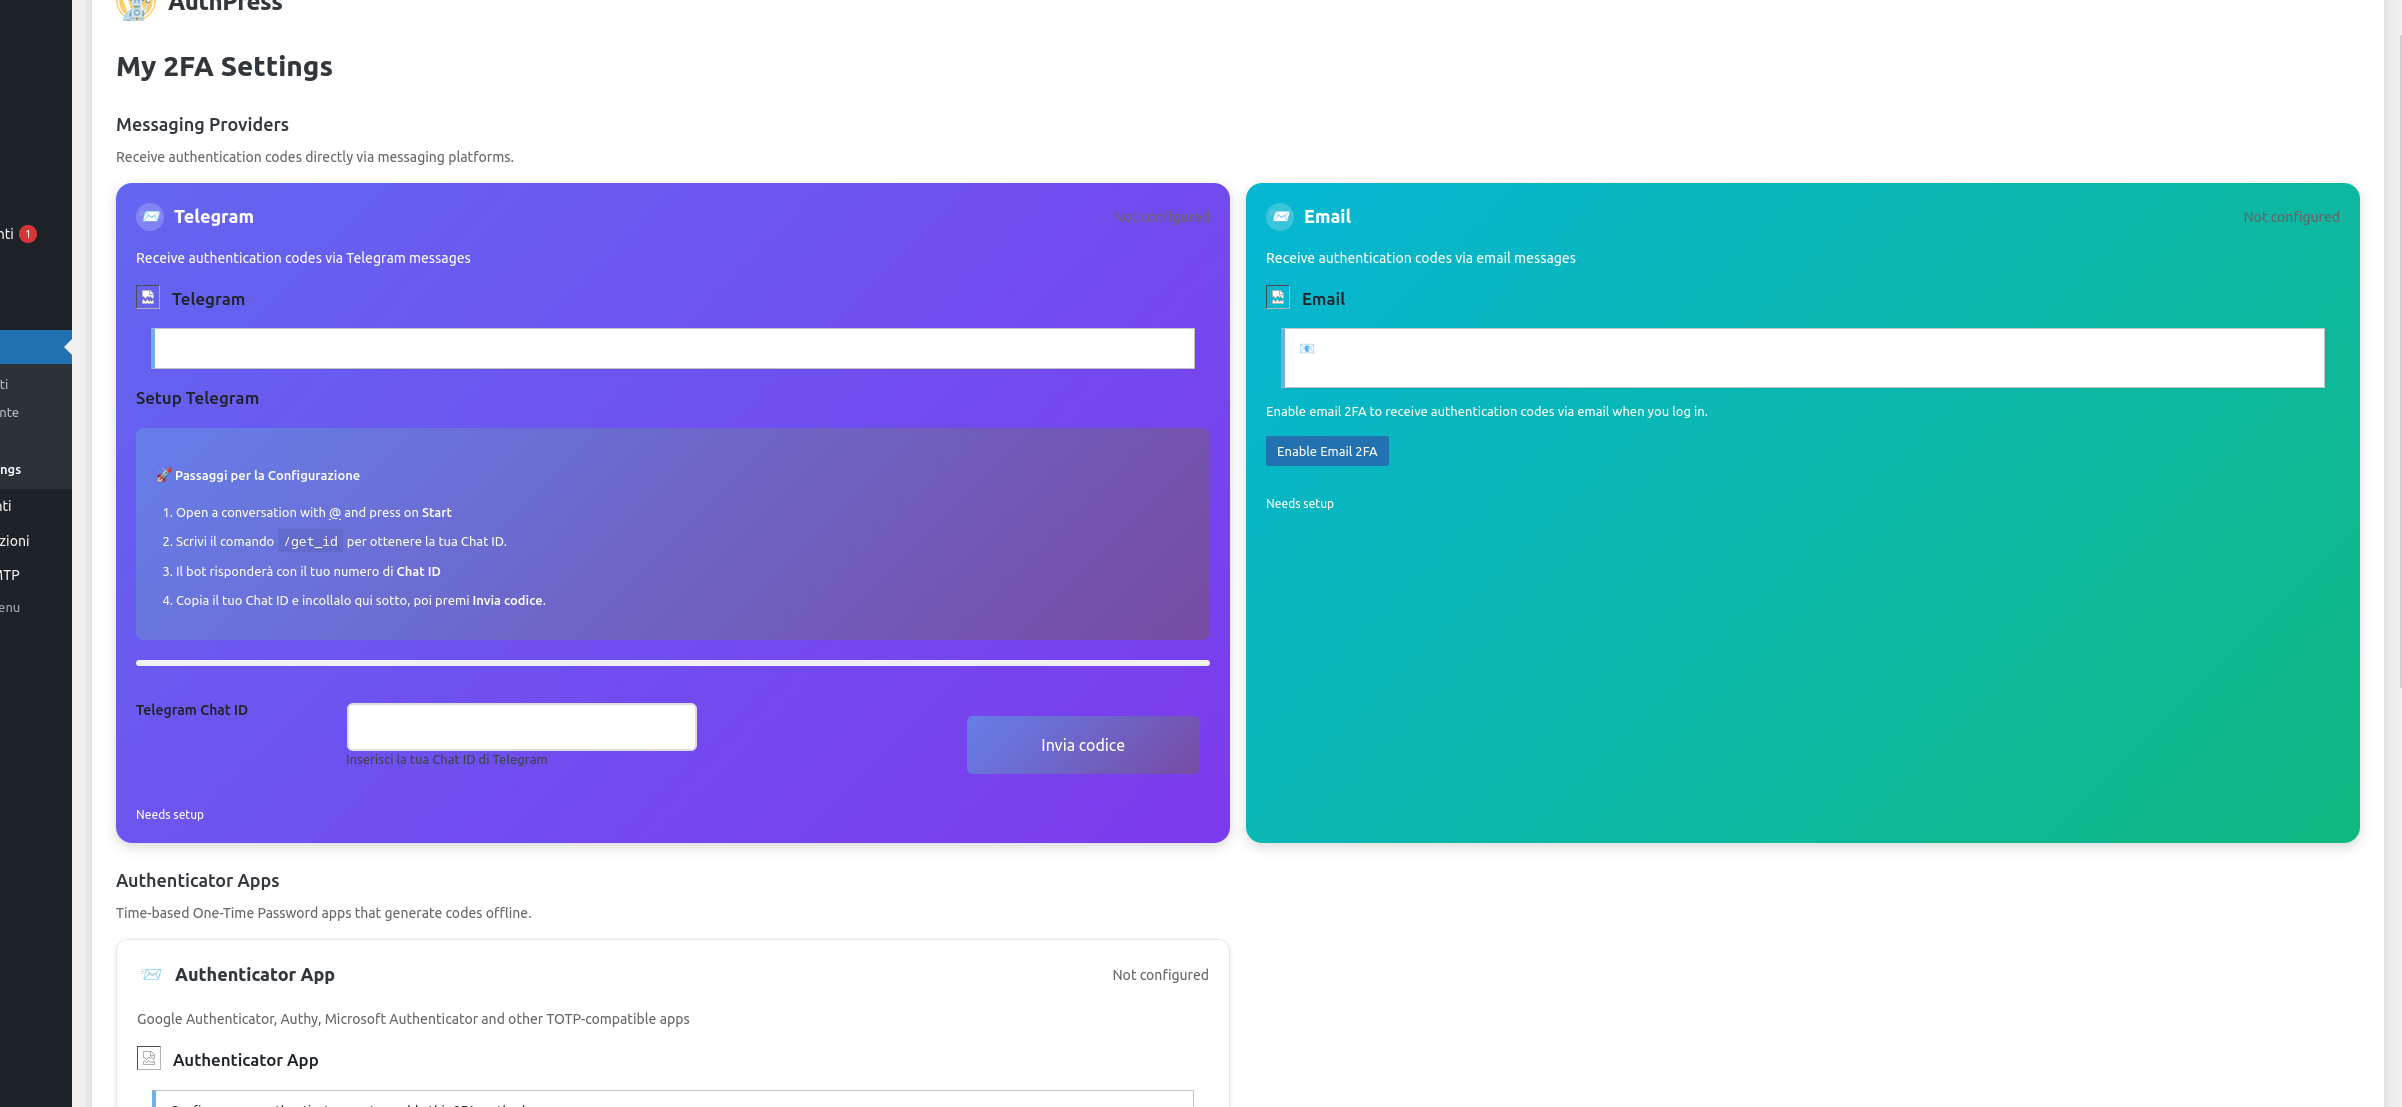 AuthPress
My 2FA Settings
Messaging Providers
Receive authentication codes directly via messaging platforms.
Telegram
Not configured
Receive authentication codes via Telegram messages
Telegram
Setup Telegram
🚀 Passaggi per la Configurazione
1. Open a conversation with @ and press on Start
2. Scrivi il comando /get_id per ottenere la tua Chat ID.
3. Il bot risponderà con il tuo numero di Chat ID
4. Copia il tuo Chat ID e incollalo qui sotto, poi premi Invia codice.
Telegram Chat ID
Inserisci la tua Chat ID di Telegram
Invia codice
Needs setup
Email
Not configured
Receive authentication codes via email messages
Email
📧
Enable email 2FA to receive authentication codes via email when you log in.
Enable Email 2FA
Needs setup
Authenticator Apps
Time-based One-Time Password apps that generate codes offline.
Authenticator App
Not configured
Google Authenticator, Authy, Microsoft Authenticator and other TOTP-compatible apps
Authenticator App
nti 1
ti
nte
ngs
ti
zioni
MTP
enu